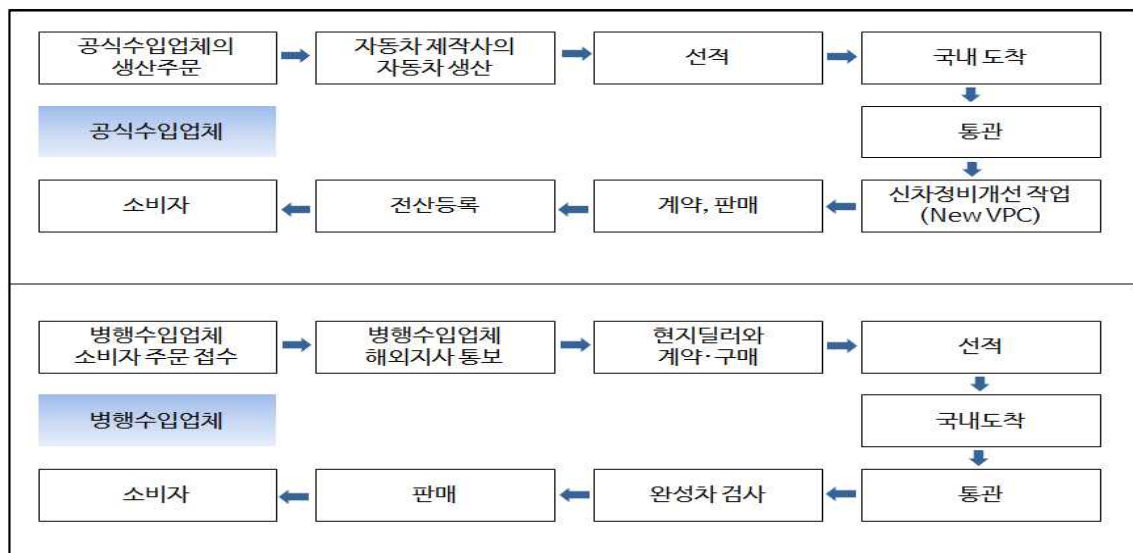 공식수입업체의
생산주문
자동차 제작사의
자동차 생산
선적
국내 도착
공식수입업체
통관
소비자
전산등록
계약, 판매
신차정비개선 작업
(New VPC)
병행수입업체
소비자 주문 접수
병행수입업체
해외지사 통보
현지딜러와
계약·구매
선적
병행수입업체
국내도착
소비자
판매
완성차 검사
통관